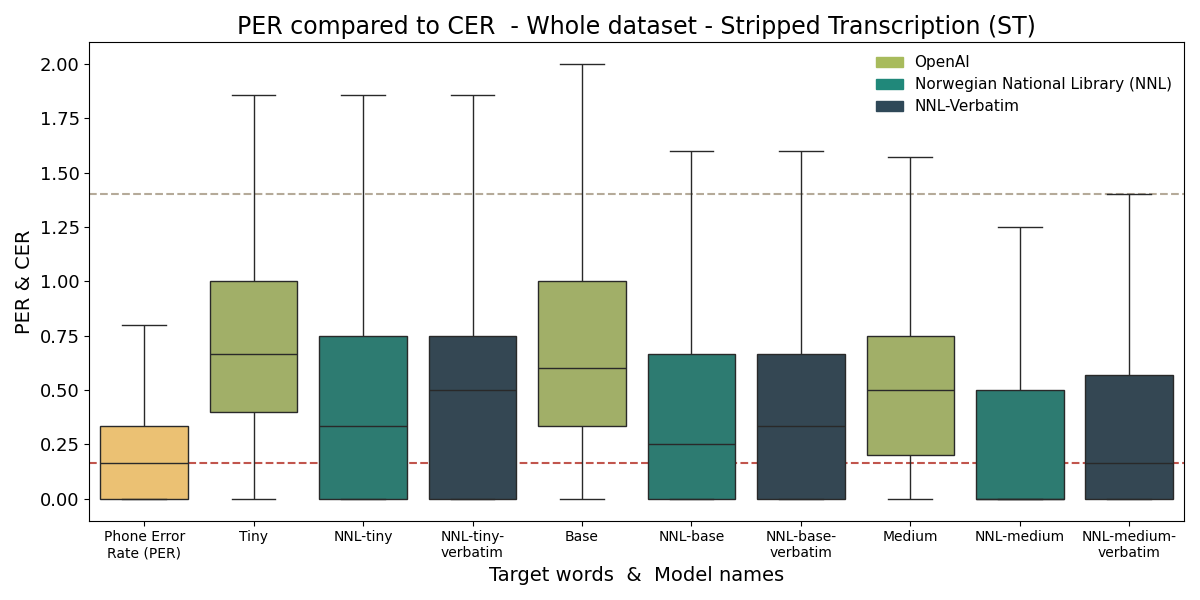 PER compared to CER  - Whole dataset - Stripped Transcription (ST)
OpenAI
Norwegian National Library (NNL)
NNL-Verbatim
PER & CER
2.00
1.75
1.50
1.25
1.00
0.75
0.50
0.25
0.00
Phone Error
Rate (PER)
Tiny
NNL-tiny
NNL-tiny-
verbatim
Base
NNL-base
NNL-base-
verbatim
Medium
NNL-medium
NNL-medium-
verbatim
Target words  &  Model names